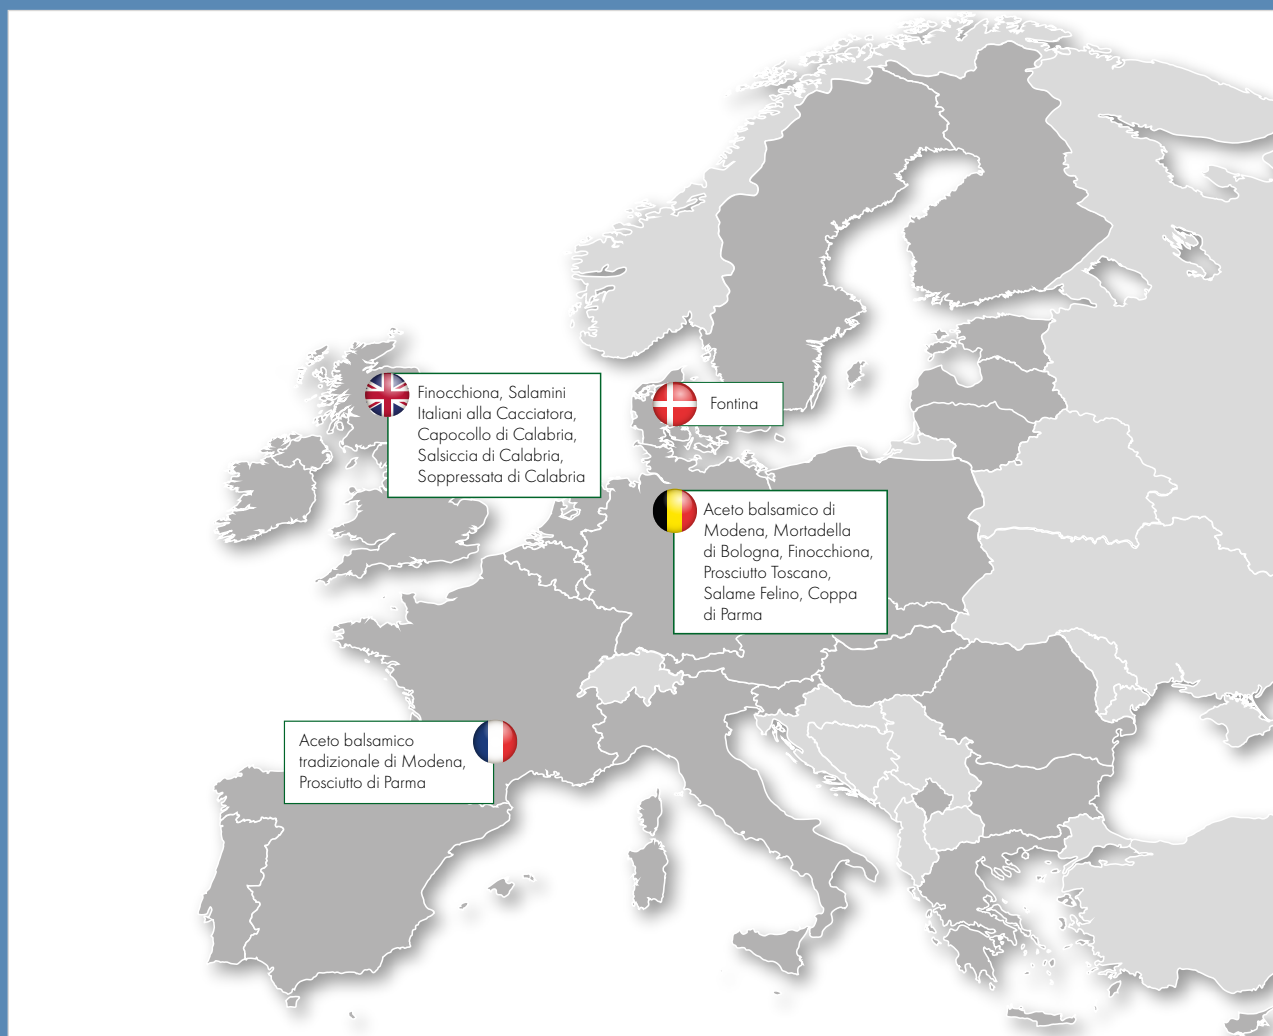 Finocchiona, Salamini
Italiani alla Cacciatora,
Capocollo di Calabria,
Salsiccia di Calabria,
Soppressata di Calabria
Fontina
Aceto balsamico di
Modena, Mortadella
di Bologna, Finocchiona,
Prosciutto Toscano,
Salame Felino, Coppa
di Parma
Aceto balsamico
tradizionale di Modena,
Prosciutto di Parma